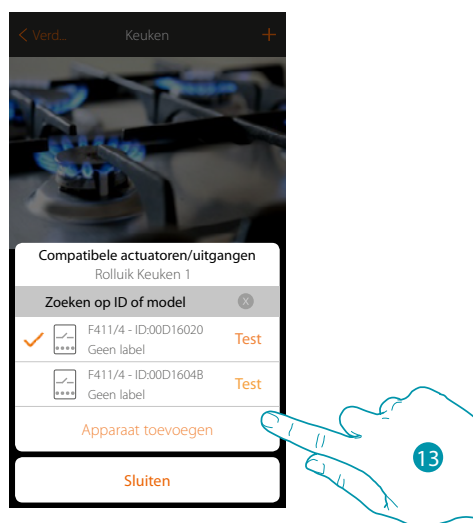 Verd... Keuken +
Compatibele actuatoren/uitgangen
Rolluik Keuken 1
Zoeken op ID of model x
F411/4 - ID:00D16020
Geen label
Test
F411/4 - ID:00D1604B
Geen label
Test
Apparaat toevoegen
Sluiten
13